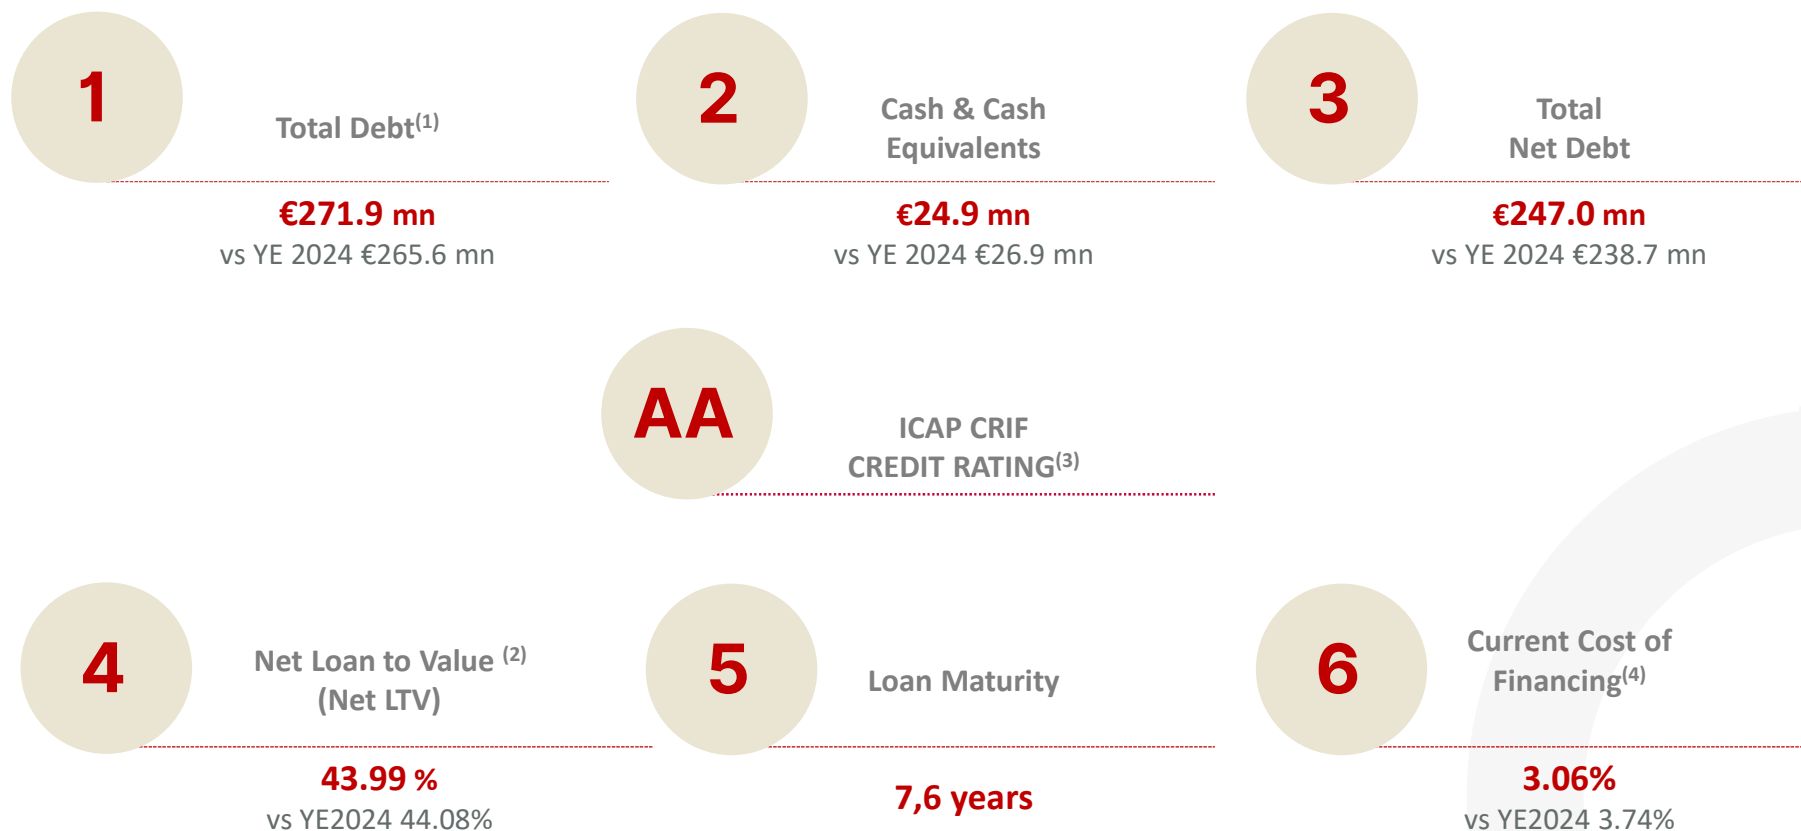 1
Total Debt(1)
€271.9 mn
vs YE 2024 €265.6 mn
2
Cash & Cash
Equivalents
€24.9 mn
vs YE 2024 €26.9 mn
3
Total
Net Debt
€247.0 mn
vs YE 2024 €238.7 mn
AA
ICAP CRIF
CREDIT RATING(3)
4
Net Loan to Value (2)
(Net LTV)
43.99 %
vs YE2024 44.08%
5
Loan Maturity
7,6 years
6
Current Cost of
Financing(4)
3.06%
vs YE2024 3.74%